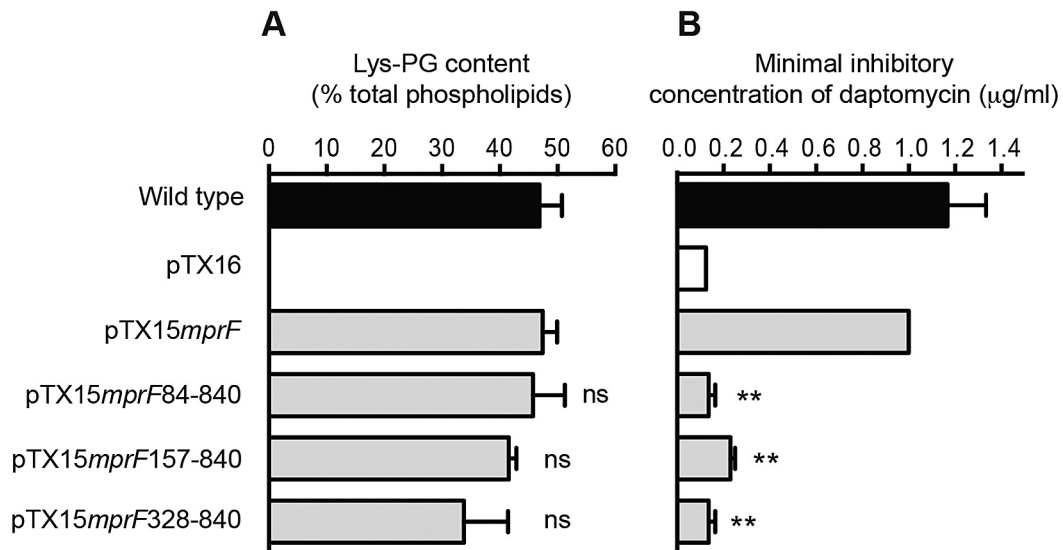 A
Lys-PG content
(% total phospholipids)
0 10 20 30 40 50 60
B
Minimal inhibitory
concentration of daptomycin (μg/ml)
0.0 0.2 0.4 0.6 0.8 1.0 1.2 1.4
Wild type
pTX16
pTX15mprF
pTX15mprF84-840 ns **
pTX15mprF157-840 ns **
pTX15mprF328-840 ns **